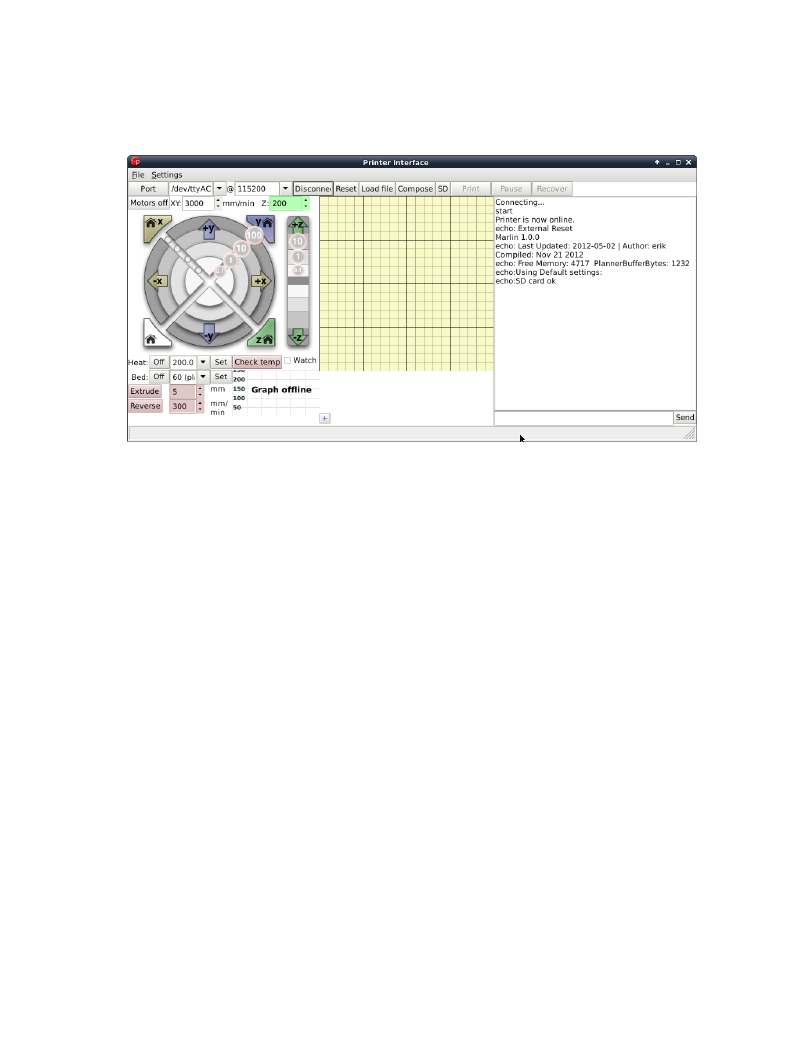 Printer Interface
File Settings
Port /dev/ttyAC @ 115200 Disconne Reset Load file Compose SD Print Pause Recover
Motors off XY: 3000 mm/min Z: 200
x +y y +z
100
10 10
1 1
0.1 0.1
-x +x
-y z -z
Heat: Off 200.0 Set Check temp Watch
Bed: Off 60 (pl Set
200
Extrude 5 mm 150 Graph offline
100
Reverse 300 mm/ min 50
+
Connecting...
start
Printer is now online.
echo: External Reset
Marlin 1.0.0
echo: Last Updated: 2012-05-02 | Author: erik
Compiled: Nov 21 2012
echo: Free Memory: 4717 PlannerBufferBytes: 1232
echo:Using Default settings:
echo:SD card ok
Send